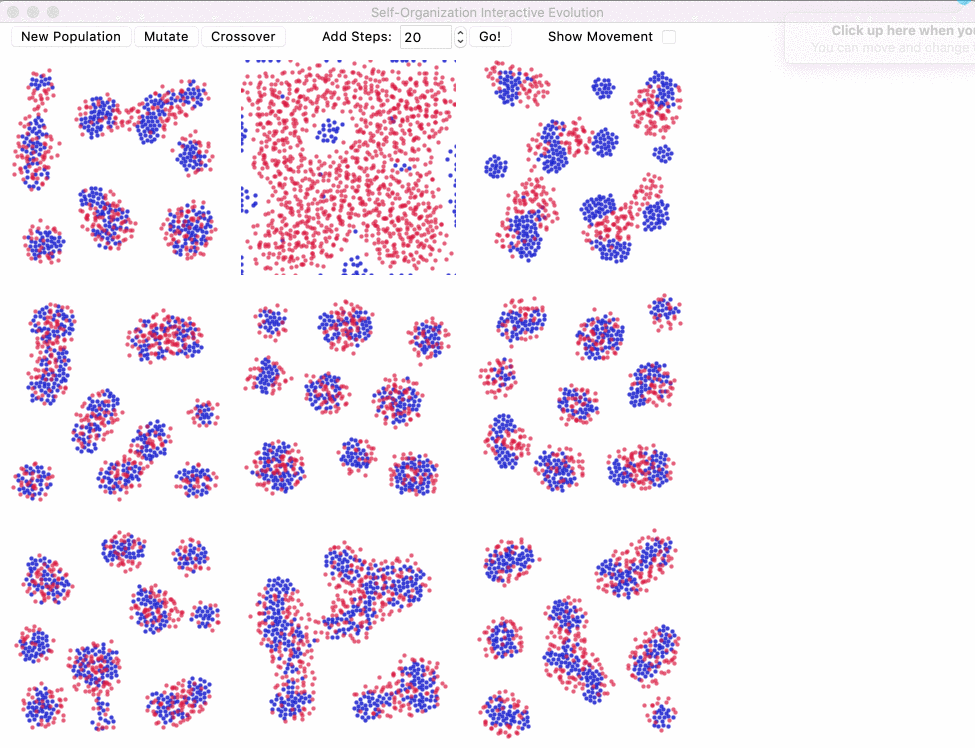 Self-Organization Interactive Evolution
New Population Mutate Crossover Add Steps: 20 Go! Show Movement
Click up here when you
You can move and change